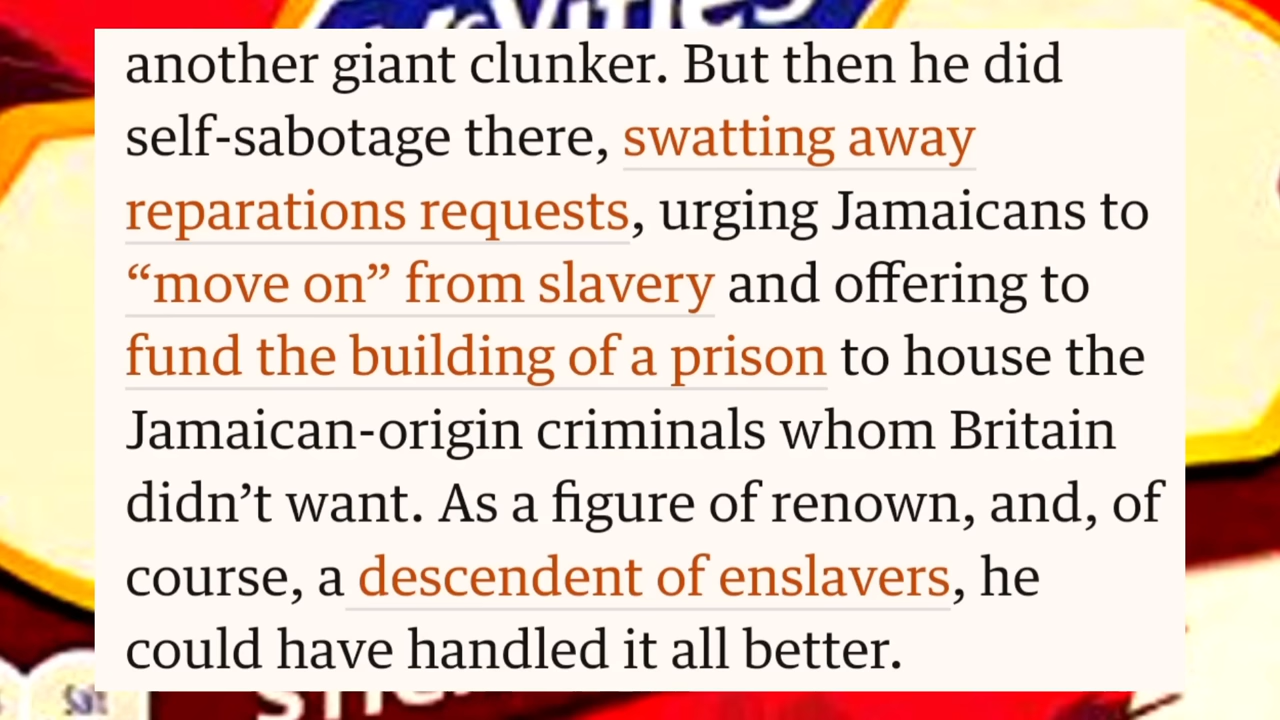 another giant clunker. But then he did
self-sabotage there, swatting away
reparations requests, urging Jamaicans to
“move on” from slavery and offering to
fund the building of a prison to house the
Jamaican-origin criminals whom Britain
didn’t want. As a figure of renown, and, of
course, a descendent of enslavers, he
could have handled it all better.
Salt